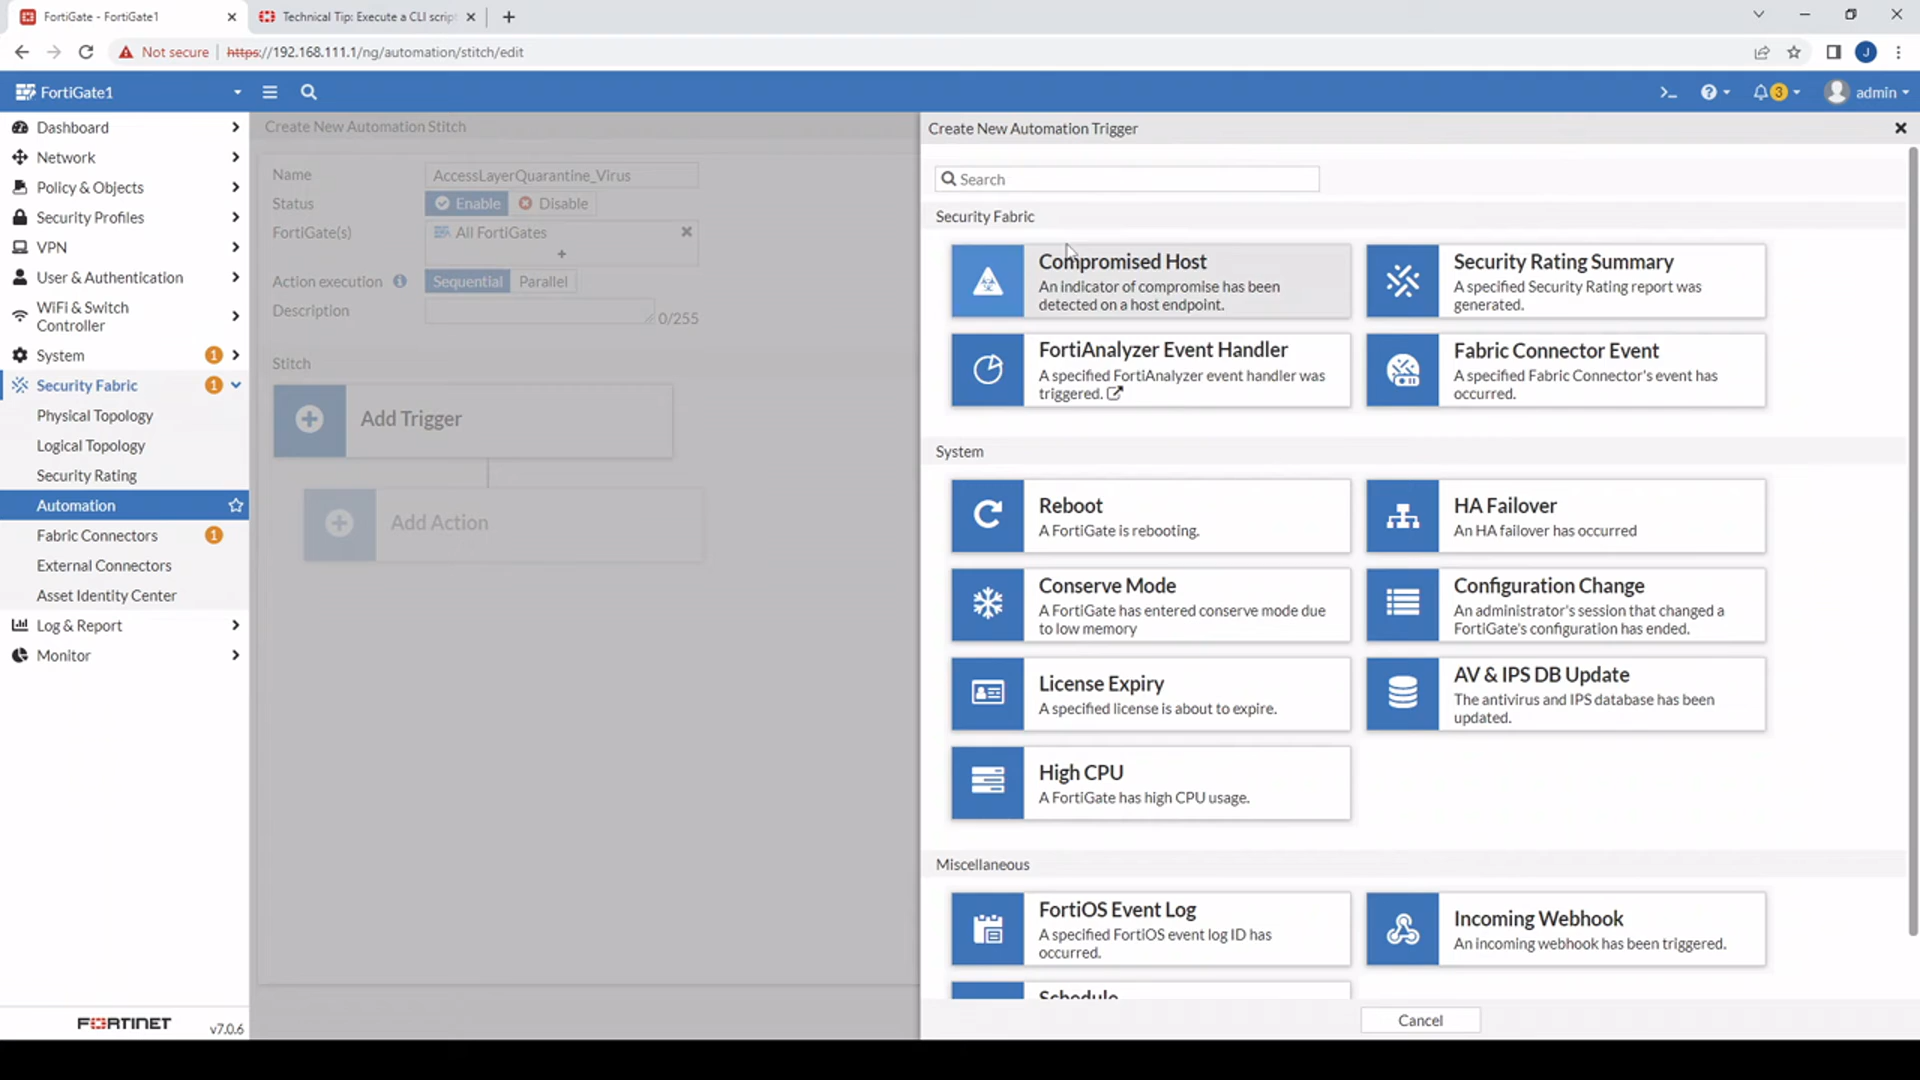 FortiGate - FortiGate1
Technical Tip: Execute a CLI script
Not secure
https://192.168.111.1/ng/automation/stitch/edit
J
FortiGate1
3
admin
Dashboard
Network
Policy & Objects
Security Profiles
VPN
User & Authentication
WiFi & Switch
Controller
System
1
Security Fabric
1
Physical Topology
Logical Topology
Security Rating
Automation
Fabric Connectors
1
External Connectors
Asset Identity Center
Log & Report
Monitor
FORTINET
v7.0.6
Create New Automation Stitch
Name
AccessLayerQuarantine_Virus
Status
Enable
Disable
FortiGate(s)
All FortiGates
Action execution
Sequential
Parallel
Description
0/255
Stitch
Add Trigger
Add Action
Create New Automation Trigger
Search
Security Fabric
Compromised Host
An indicator of compromise has been
detected on a host endpoint.
Security Rating Summary
A specified Security Rating report was
generated.
FortiAnalyzer Event Handler
A specified FortiAnalyzer event handler was
triggered.
Fabric Connector Event
A specified Fabric Connector's event has
occurred.
System
Reboot
A FortiGate is rebooting.
HA Failover
An HA failover has occurred
Conserve Mode
A FortiGate has entered conserve mode due
to low memory
Configuration Change
An administrator's session that changed a
FortiGate's configuration has ended.
License Expiry
A specified license is about to expire.
AV & IPS DB Update
The antivirus and IPS database has been
updated.
High CPU
A FortiGate has high CPU usage.
Miscellaneous
FortiOS Event Log
A specified FortiOS event log ID has
occurred.
Incoming Webhook
An incoming webhook has been triggered.
Schedule
Cancel